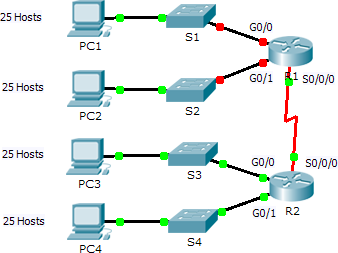 25 Hosts
PC1
S1
G0/0
25 Hosts
PC2
S2
G0/1
R1
S0/0/0
25 Hosts
PC3
S3
G0/0
S0/0/0
25 Hosts
PC4
S4
G0/1
R2